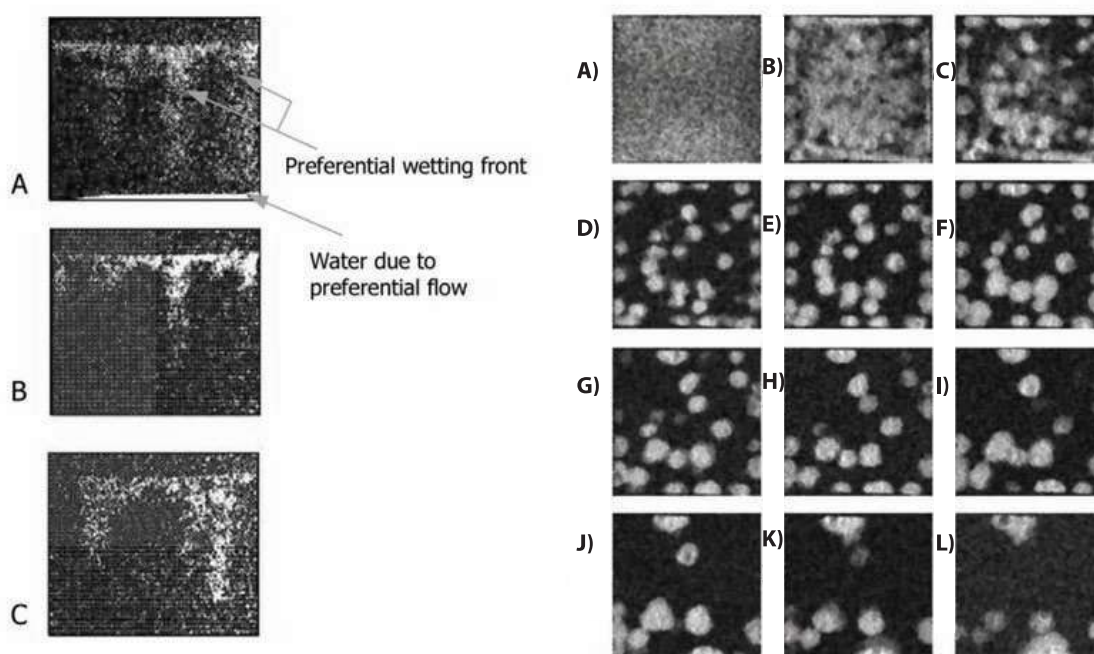 A
Preferential wetting front
Water due to
preferential flow
B
C
A)
B)
C)
D)
E)
F)
G)
H)
I)
J)
K)
L)